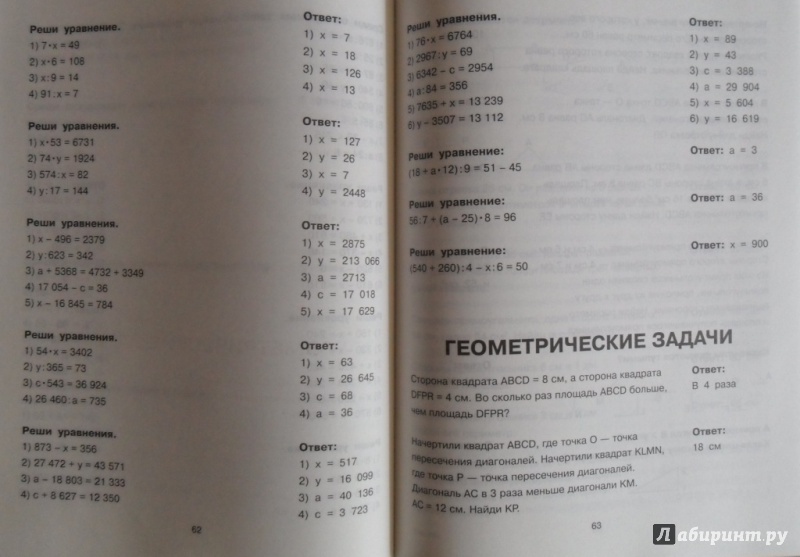 Реши уравнения.
1) 7·x = 49
2) x·6 = 108
3) x:9 = 14
4) 91:x = 7
Ответ:
1) x = 7
2) x = 18
3) x = 126
4) x = 13
Реши уравнения.
1) x·53 = 6731
2) 74·y = 1924
3) 574:x = 82
4) y:17 = 144
Ответ:
1) x = 127
2) y = 26
3) x = 7
4) y = 2448
Реши уравнения.
1) x – 496 = 2379
2) y:623 = 342
3) a + 5368 = 4732 + 3349
4) 17 054 – c = 36
5) x – 16 845 = 784
Ответ:
1) x = 2875
2) y = 213 066
3) a = 2713
4) c = 17 018
5) x = 17 629
Реши уравнения.
1) 54·x = 3402
2) y:365 = 73
3) c·543 = 36 924
4) 26 460:a = 735
Ответ:
1) x = 63
2) y = 26 645
3) c = 68
4) a = 36
Реши уравнения.
1) 873 – x = 356
2) 27 472 + y = 43 571
3) a – 18 803 = 21 333
4) c + 8 627 = 12 350
Ответ:
1) x = 517
2) y = 16 099
3) a = 40 136
4) c = 3 723
62
Реши уравнения.
1) 76·x = 6764
2) 2967:y = 69
3) 6342 – c = 2954
4) a:84 = 356
5) 7635 + x = 13 239
6) y – 3507 = 13 112
Ответ:
1) x = 89
2) y = 43
3) c = 3 388
4) a = 29 904
5) x = 5 604
6) y = 16 619
Реши уравнение:
(18 + a·12):9 = 51 – 45
Ответ: a = 3
Реши уравнение:
56:7 + (a – 25)·8 = 96
Ответ: a = 36
Реши уравнение:
(540 + 260):4 – x:6 = 50
Ответ: x = 900
ГЕОМЕТРИЧЕСКИЕ ЗАДАЧИ
Сторона квадрата ABCD = 8 см, а сторона квадрата
DFPR = 4 см. Во сколько раз площадь ABCD больше,
чем площадь DFPR?
Ответ:
В 4 раза
Начертили квадрат ABCD, где точка O — точка
пересечения диагоналей. Начертили квадрат KLMN,
где точка P — точка пересечения диагоналей.
Диагональ AC в 3 раза меньше диагонали KM.
AC = 12 см. Найди KP.
Ответ:
18 см
63
Лабиринт.ру